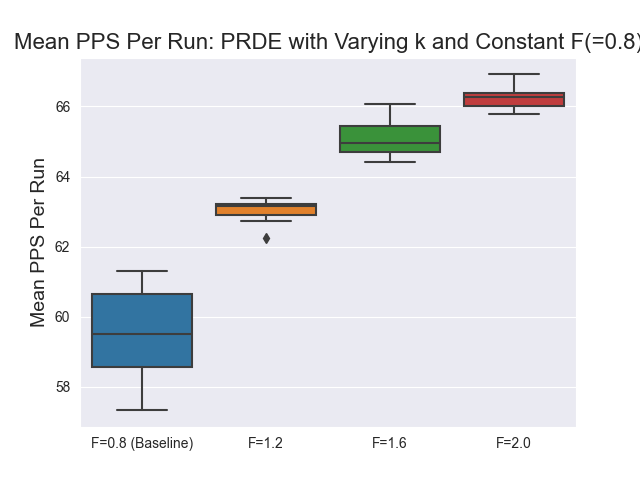 Mean PPS Per Run: PRDE with Varying k and Constant F(=0.8)
Mean PPS Per Run
66
64
62
60
58
F=0.8 (Baseline)
F=1.2
F=1.6
F=2.0